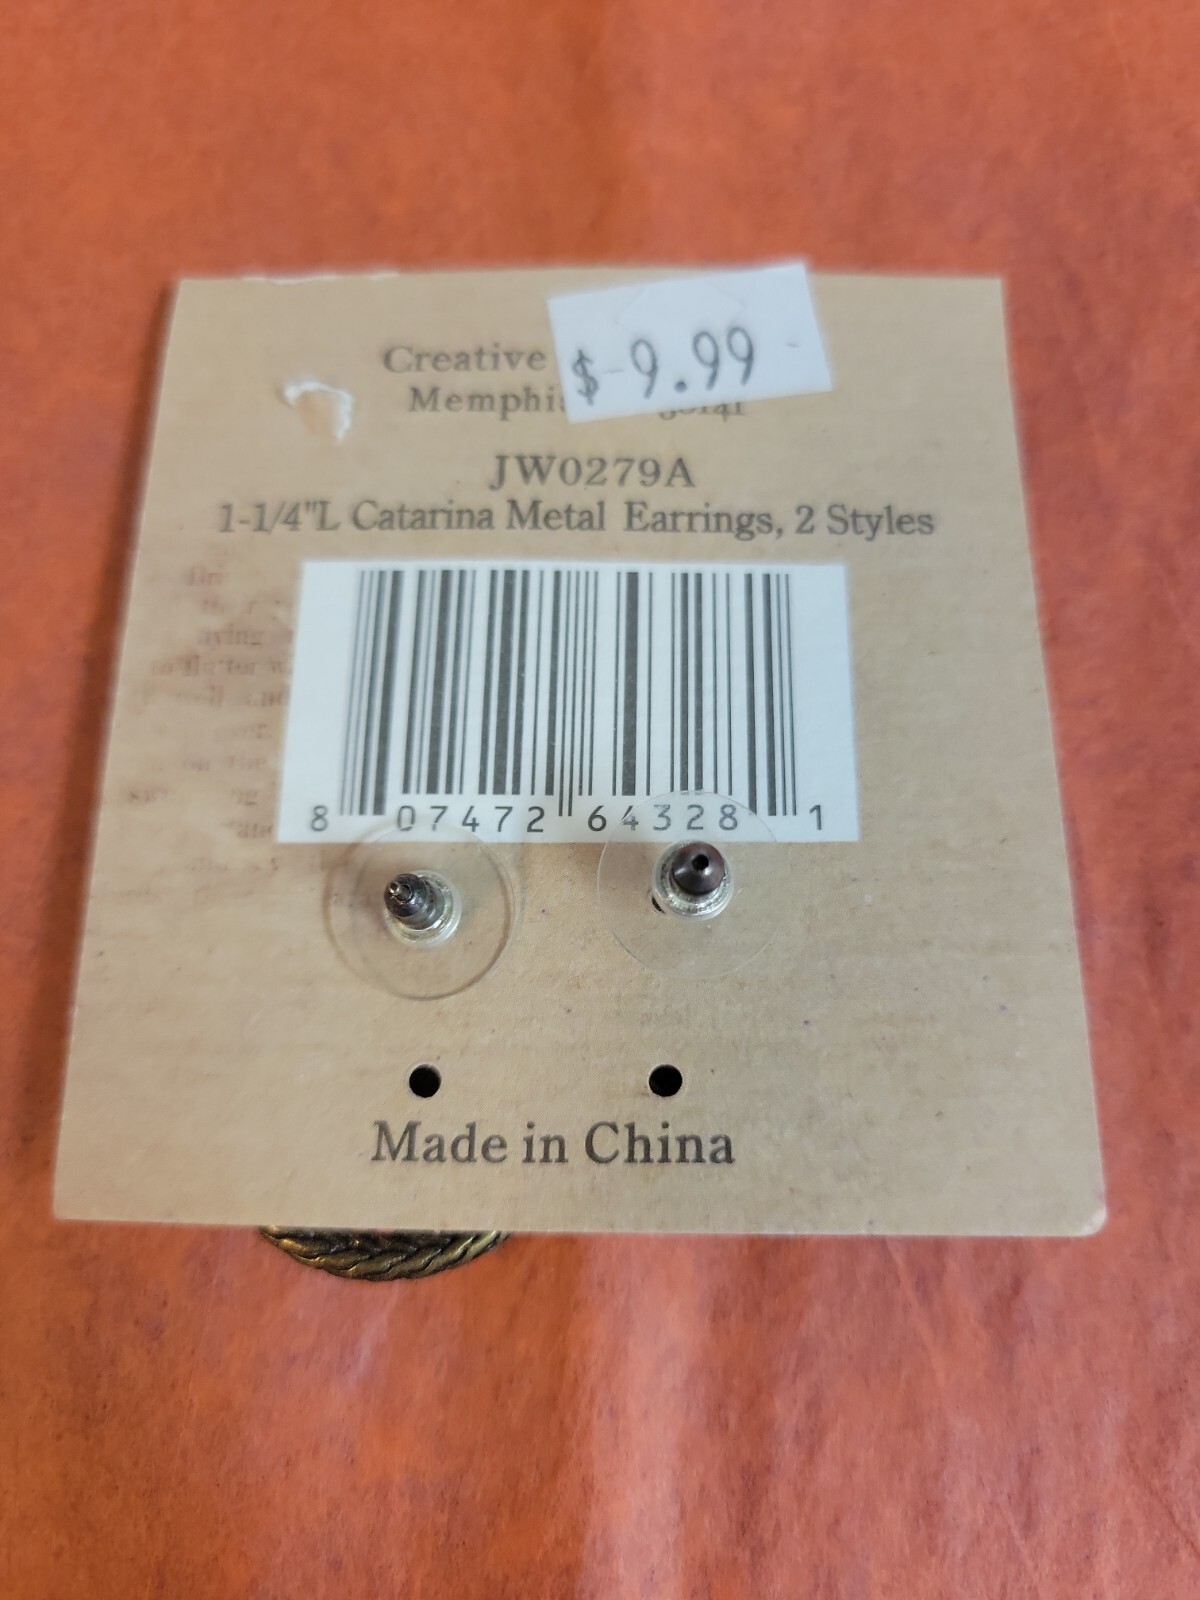 $ 9.99
Creative
Memphis 38141
JW0279A
1-1/4"L Catarina Metal Earrings, 2 Styles
8 07472 64328 1
Made in China